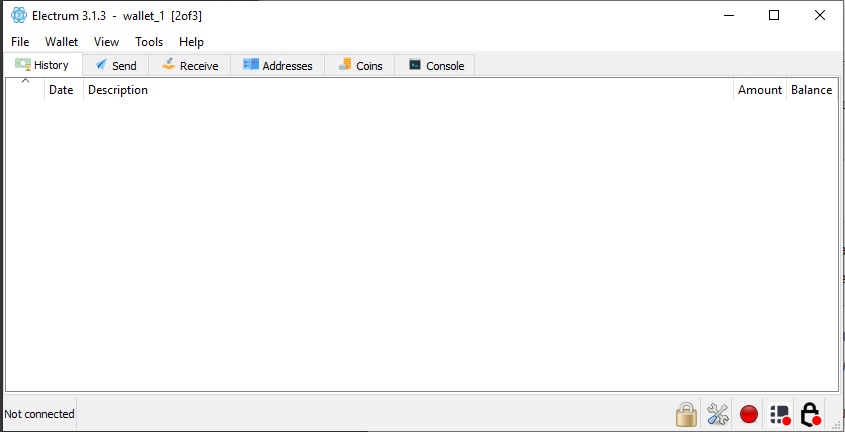 Electrum 3.1.3 - wallet_1 [2of3]
File Wallet View Tools Help
History Send Receive Addresses Coins Console
Date Description Amount Balance
Not connected